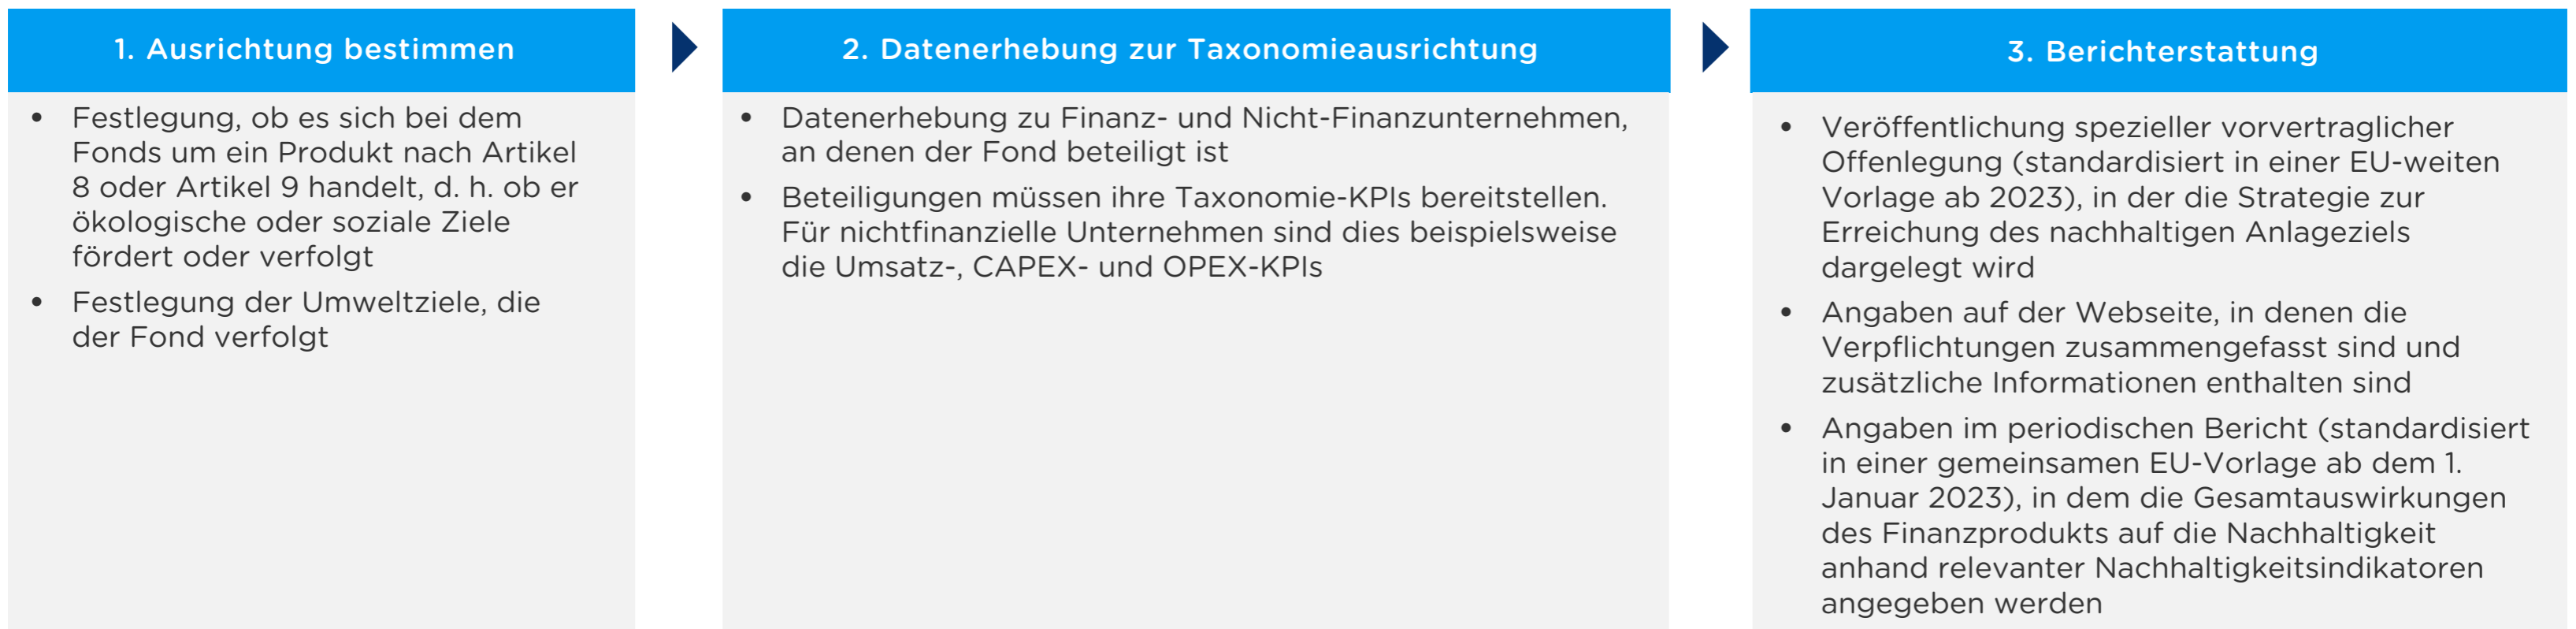 1. Ausrichtung bestimmen
• Festlegung, ob es sich bei dem
Fonds um ein Produkt nach Artikel
8 oder Artikel 9 handelt, d. h. ob er
ökologische oder soziale Ziele
fördert oder verfolgt
• Festlegung der Umweltziele, die
der Fond verfolgt
2. Datenerhebung zur Taxonomieausrichtung
• Datenerhebung zu Finanz- und Nicht-Finanzunternehmen,
an denen der Fond beteiligt ist
• Beteiligungen müssen ihre Taxonomie-KPIs bereitstellen.
Für nichtfinanzielle Unternehmen sind dies beispielsweise
die Umsatz-, CAPEX- und OPEX-KPIs
3. Berichterstattung
• Veröffentlichung spezieller vorvertraglicher
Offenlegung (standardisiert in einer EU-weiten
Vorlage ab 2023), in der die Strategie zur
Erreichung des nachhaltigen Anlageziels
dargelegt wird
• Angaben auf der Webseite, in denen die
Verpflichtungen zusammengefasst sind und
zusätzliche Informationen enthalten sind
• Angaben im periodischen Bericht (standardisiert
in einer gemeinsamen EU-Vorlage ab dem 1.
Januar 2023), in dem die Gesamtauswirkungen
des Finanzprodukts auf die Nachhaltigkeit
anhand relevanter Nachhaltigkeitsindikatoren
angegeben werden